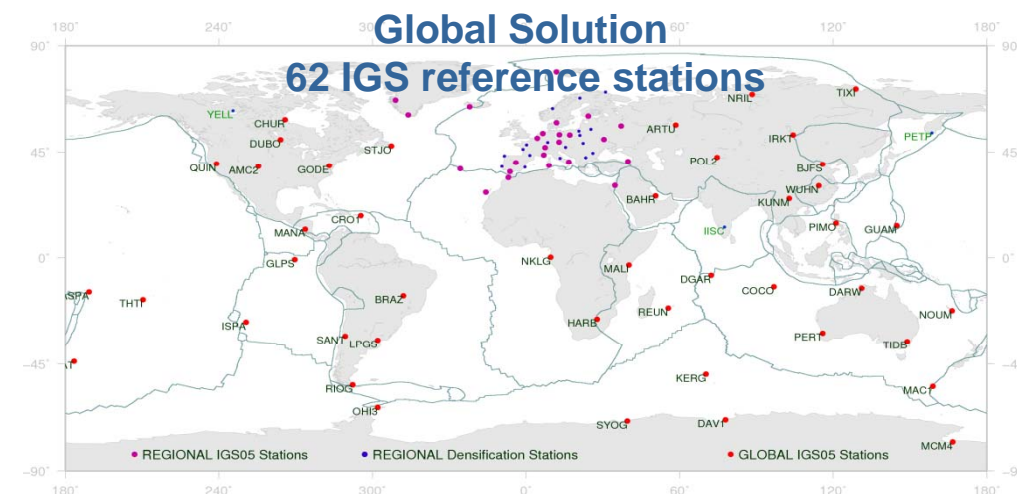 180° 240° 300° 60° 120° 180°
Global Solution
90° 90
62 IGS reference stations
NRIL TIXI
YELL
CHUR ARTU PETP
DUBO IRKT
45° STJO 45
QUIN AMC2 GODE POL2 BJFS
WUHN
BAHR KUNM
CRO1
MANA IISC PIMO GUAM
0° GLPS NKLG MALI 0°
DGAR
THTI BRAZ COCO DARW
ISPA HARB REUN NOUM
SANT LPGS PERT TIDB
-45° -4
KERG MAC1
RIOG
OHI3
SYOG DAV1
MCM4
REGIONAL IGS05 Stations REGIONAL Densification Stations GLOBAL IGS05 Stations
-90° -9
180° 240° 300° 0° 60° 120° 180°